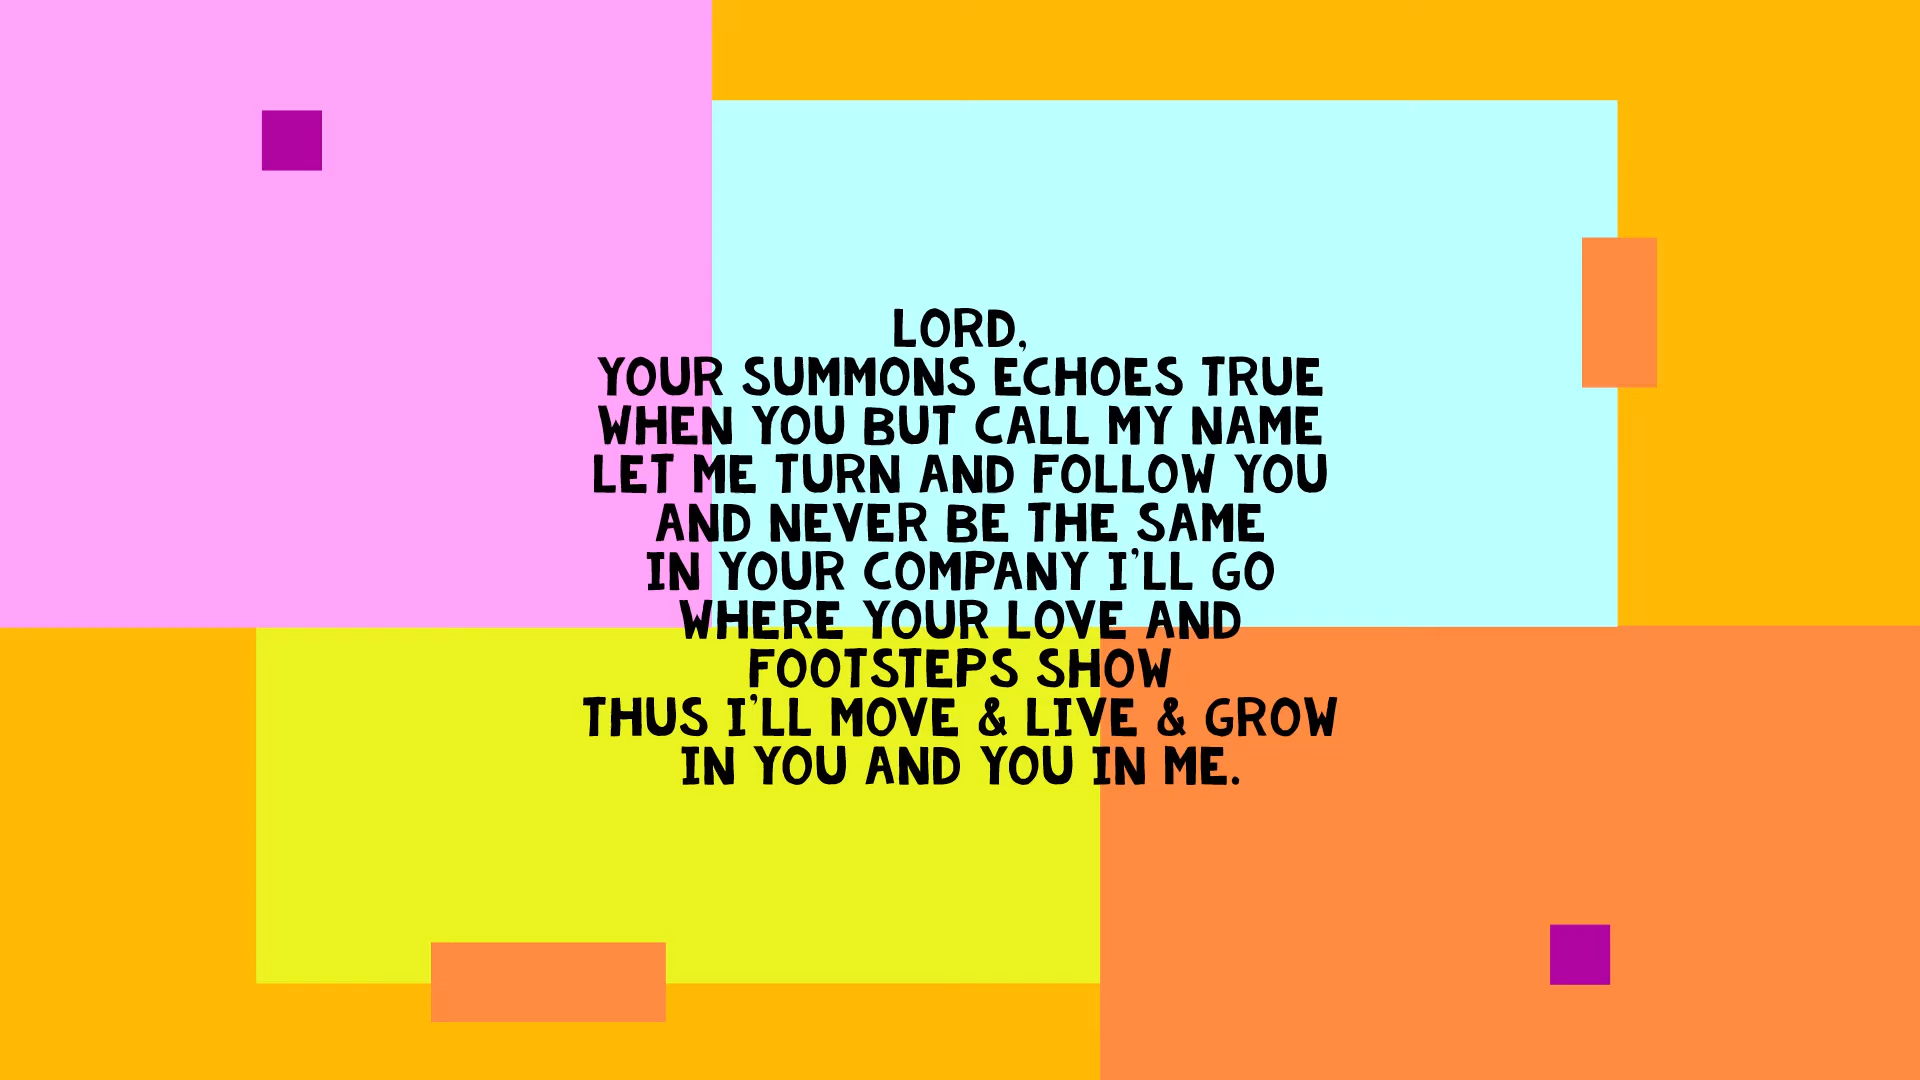 LORD,
YOUR SUMMONS ECHOES TRUE
WHEN YOU BUT CALL MY NAME
LET ME TURN AND FOLLOW YOU
AND NEVER BE THE SAME
IN YOUR COMPANY I'LL GO
WHERE YOUR LOVE AND
FOOTSTEPS SHOW
THUS I'LL MOVE & LIVE & GROW
IN YOU AND YOU IN ME.